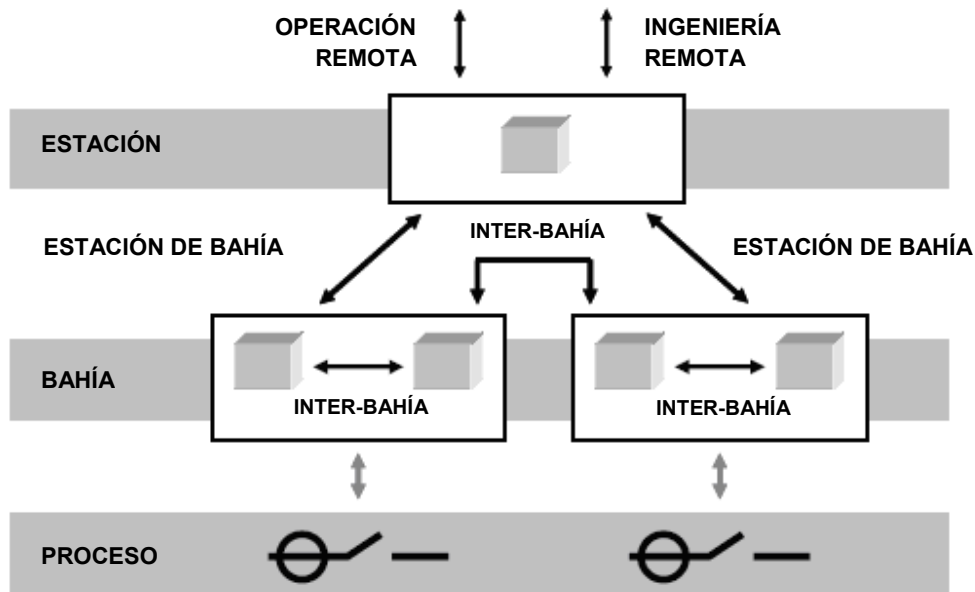 OPERACIÓN
REMOTA
INGENIERÍA
REMOTA
ESTACIÓN
ESTACIÓN DE BAHÍA
INTER-BAHÍA
ESTACIÓN DE BAHÍA
BAHÍA
INTER-BAHÍA
INTER-BAHÍA
PROCESO